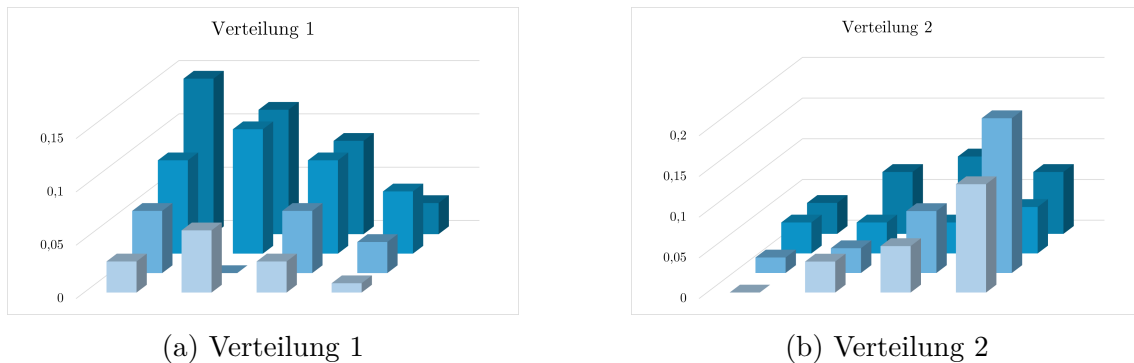 Verteilung 1
0,15
0,1
0,05
0
(a) Verteilung 1
Verteilung 2
0,2
0,15
0,1
0,05
0
(b) Verteilung 2